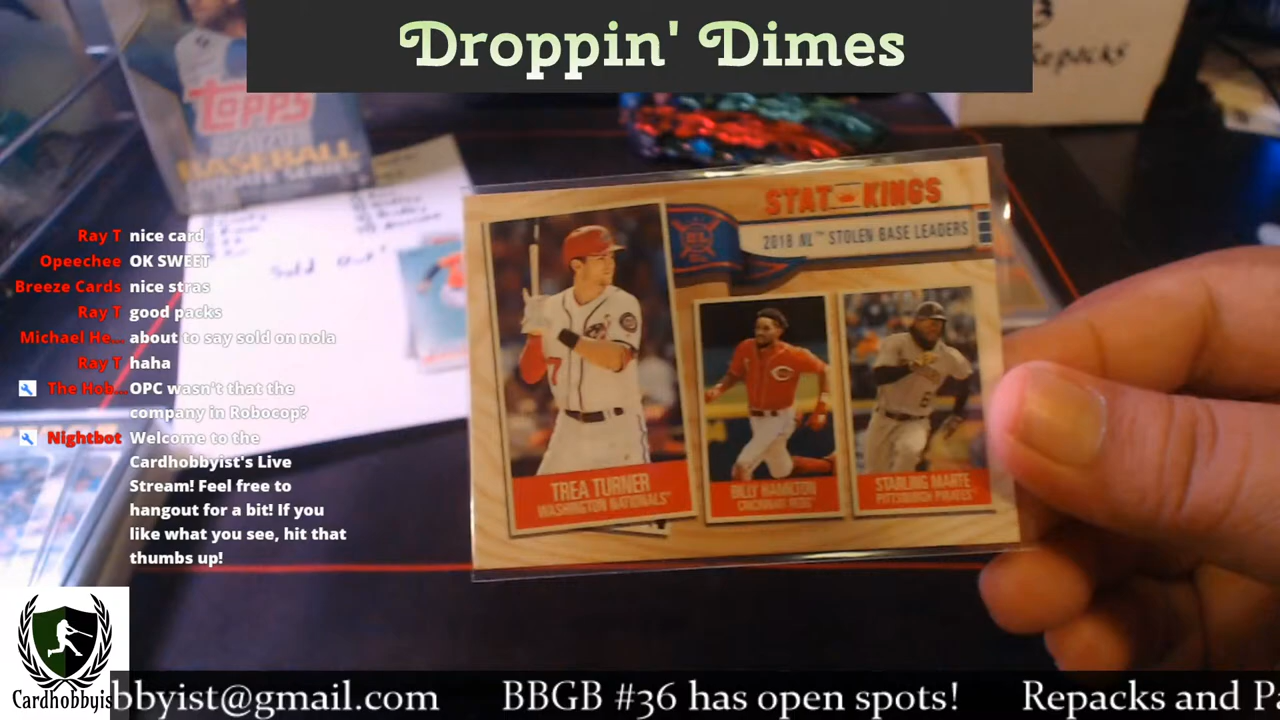 Droppin' Dimes
3
Repacks
TOPPS
BASEBALL
Sold Out
STAT KINGS
2018 NL™ STOLEN BASE LEADERS
TREA TURNER
WASHINGTON NATIONALS®
BILLY HAMILTON
CINCINNATI REDS®
STARLING MARTE
PITTSBURGH PIRATES®
Ray T nice card
Opeechee OK SWEET
Breeze Cards nice stras
Ray T good packs
Michael He... about to say sold on nola
Ray T haha
The Hob... OPC wasn't that the
company in Robocop?
Nightbot Welcome to the
Cardhobbyist's Live
Stream! Feel free to
hangout for a bit! If you
like what you see, hit that
thumbs up!
Cardhobbyis
bbyist@gmail.com BBGB #36 has open spots! Repacks and P